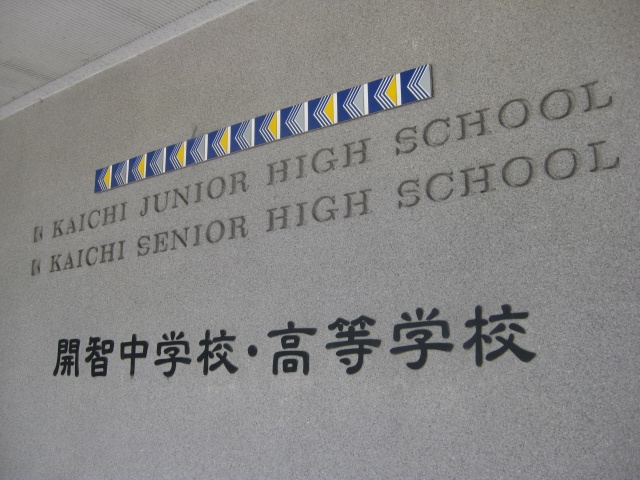 KAICHI JUNIOR HIGH SCHOOL
KAICHI SENIOR HIGH SCHOOL
開智中学校・高等学校